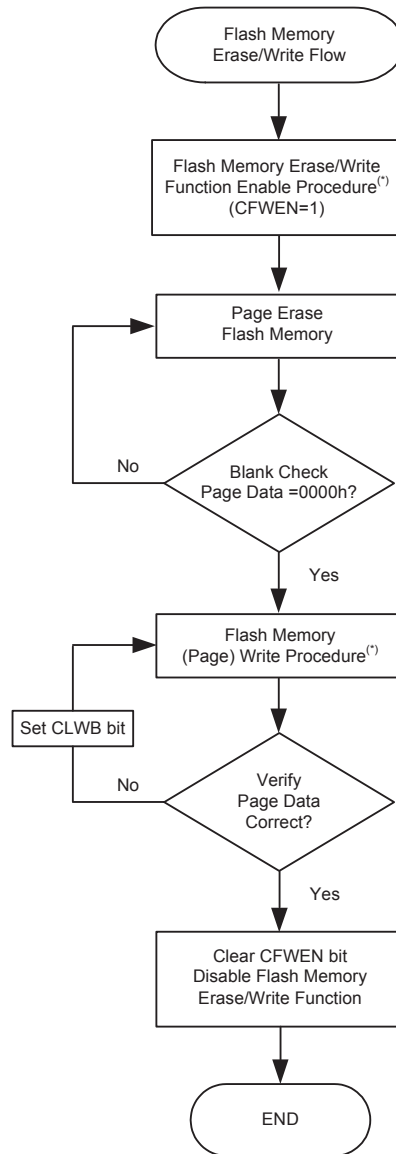 Flash Memory
Erase/Write Flow
Flash Memory Erase/Write
Function Enable Procedure(*)
(CFWEN=1)
Page Erase
Flash Memory
No
Blank Check
Page Data =0000h?
Yes
Flash Memory
(Page) Write Procedure(*)
Set CLWB bit
No
Verify
Page Data
Correct?
Yes
Clear CFWEN bit
Disable Flash Memory
Erase/Write Function
END